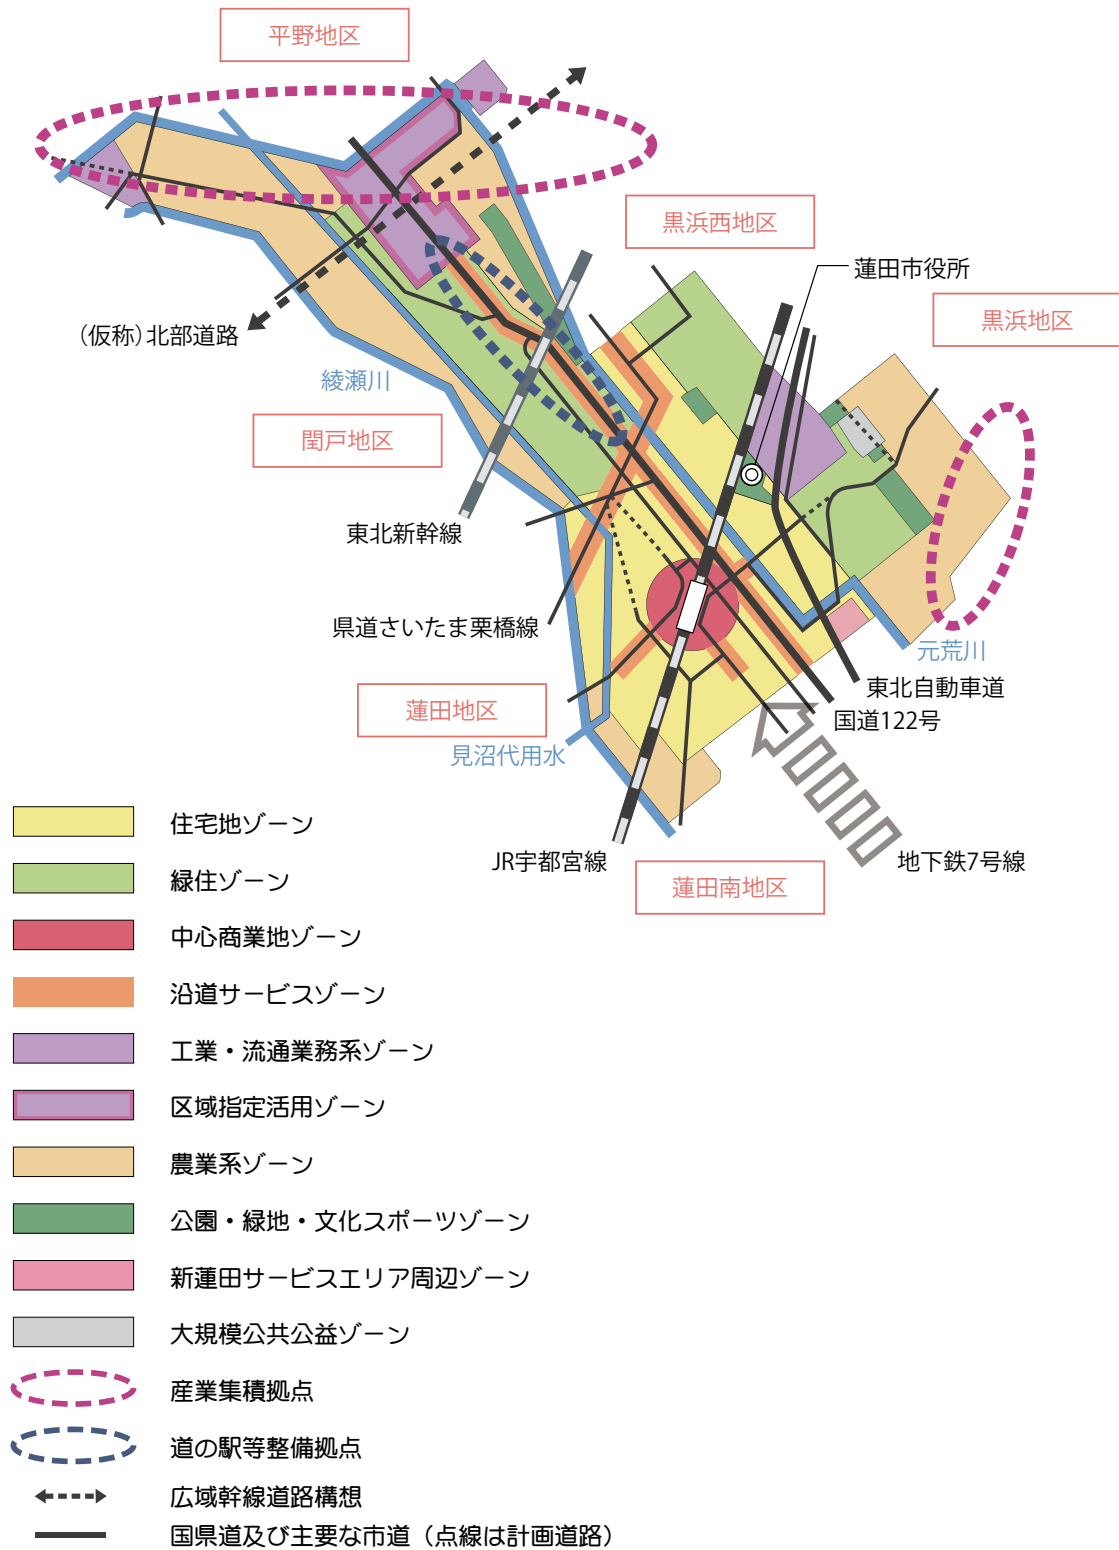 平野地区
黒浜西地区
蓮田市役所
黒浜地区
(仮称)北部道路
綾瀬川
閏戸地区
東北新幹線
県道さいたま栗橋線
元荒川
東北自動車道
蓮田地区
国道122号
見沼代用水
JR宇都宮線
地下鉄7号線
蓮田南地区
住宅地ゾーン
緑住ゾーン
中心商業地ゾーン
沿道サービスゾーン
工業・流通業務系ゾーン
区域指定活用ゾーン
農業系ゾーン
公園・緑地・文化スポーツゾーン
新蓮田サービスエリア周辺ゾーン
大規模公共公益ゾーン
産業集積拠点
道の駅等整備拠点
広域幹線道路構想
国県道及び主要な市道（点線は計画道路）